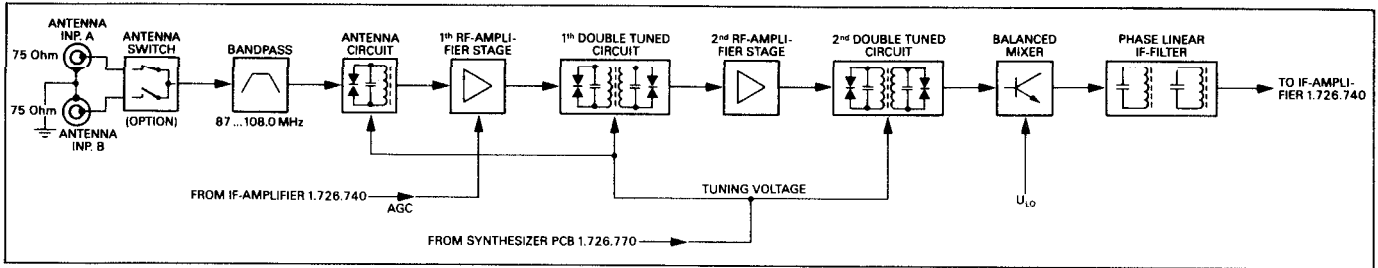 ANTENNA
INP. A
75 Ohm
75 Ohm
ANTENNA
INP. B
ANTENNA
SWITCH
(OPTION)
BANDPASS
87 ... 108.0 MHz
ANTENNA
CIRCUIT
1th RF-AMPLI-
FIER STAGE
1th DOUBLE TUNED
CIRCUIT
2nd RF-AMPLI-
FIER STAGE
2nd DOUBLE TUNED
CIRCUIT
BALANCED
MIXER
PHASE LINEAR
IF-FILTER
TO IF-AMPLI-
FIER 1.726.740
FROM IF-AMPLIFIER 1.726.740
AGC
TUNING VOLTAGE
ULO
FROM SYNTHESIZER PCB 1.726.770